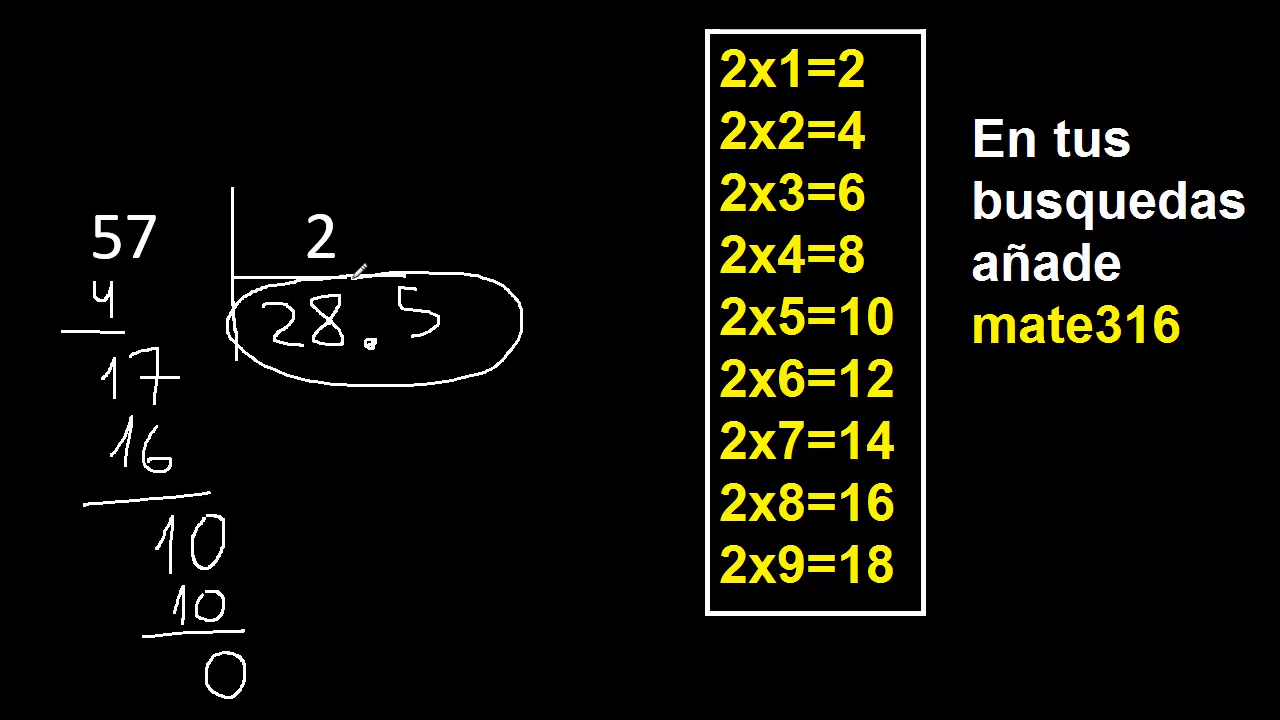 57 2
4 28.5
17
16
10
10
0
2x1=2
2x2=4
2x3=6
2x4=8
2x5=10
2x6=12
2x7=14
2x8=16
2x9=18
En tus
busquedas
añade
mate316